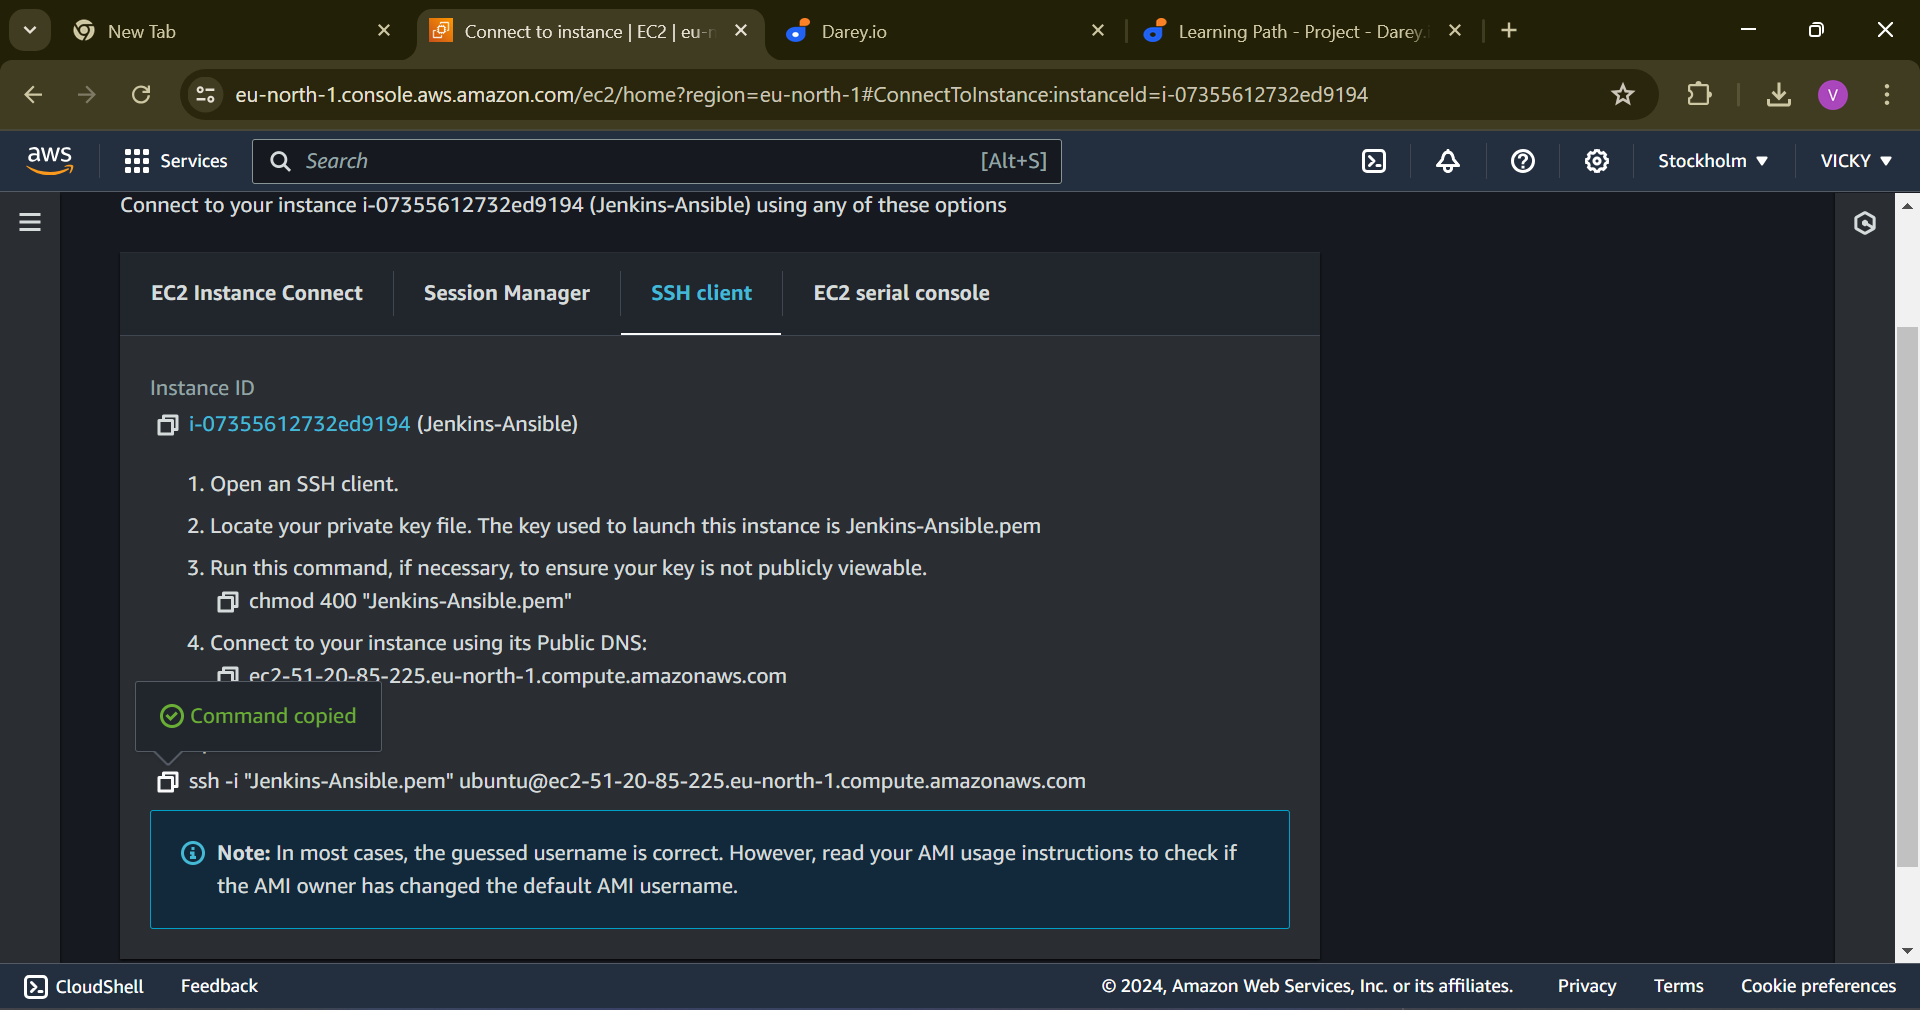 New Tab
Connect to instance | EC2 | eu-n
Darey.io
Learning Path - Project - Darey.i
eu-north-1.console.aws.amazon.com/ec2/home?region=eu-north-1#ConnectToInstance:instanceId=i-07355612732ed9194
V
aws
Services
Search
[Alt+S]
Stockholm
VICKY
Connect to your instance i-07355612732ed9194 (Jenkins-Ansible) using any of these options
EC2 Instance Connect
Session Manager
SSH client
EC2 serial console
Instance ID
i-07355612732ed9194 (Jenkins-Ansible)
1. Open an SSH client.
2. Locate your private key file. The key used to launch this instance is Jenkins-Ansible.pem
3. Run this command, if necessary, to ensure your key is not publicly viewable.
chmod 400 "Jenkins-Ansible.pem"
4. Connect to your instance using its Public DNS:
ec2-51-20-85-225.eu-north-1.compute.amazonaws.com
Command copied
ssh -i "Jenkins-Ansible.pem" ubuntu@ec2-51-20-85-225.eu-north-1.compute.amazonaws.com
Note: In most cases, the guessed username is correct. However, read your AMI usage instructions to check if
the AMI owner has changed the default AMI username.
CloudShell
Feedback
© 2024, Amazon Web Services, Inc. or its affiliates.
Privacy
Terms
Cookie preferences